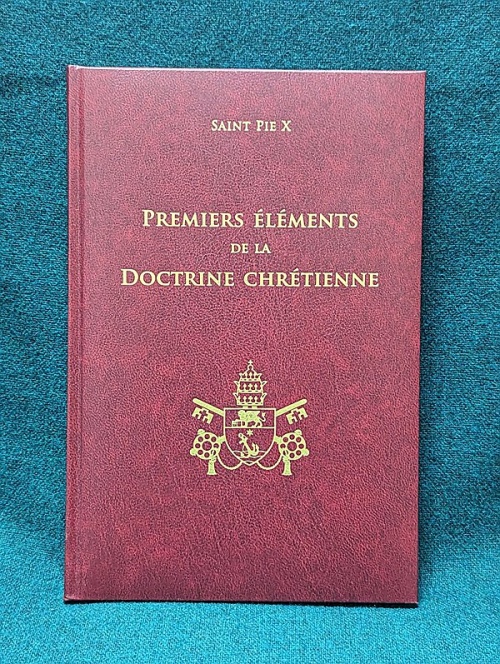 SAINT PIE X
PREMIERS ÉLÉMENTS
DE LA
DOCTRINE CHRÉTIENNE